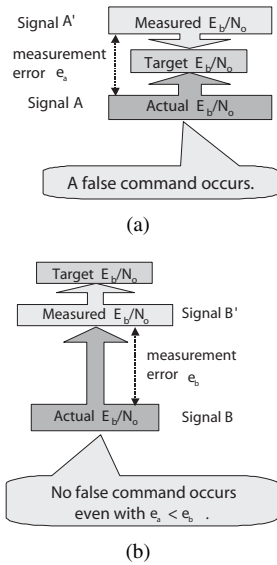 Signal A'
Measured E_b/N_o
measurement
error e_a
Target E_b/N_o
Signal A
Actual E_b/N_o
A false command occurs.
(a)
Target E_b/N_o
Measured E_b/N_o
Signal B'
measurement
error e_b
Actual E_b/N_o
Signal B
No false command occurs
even with e_a < e_b .
(b)